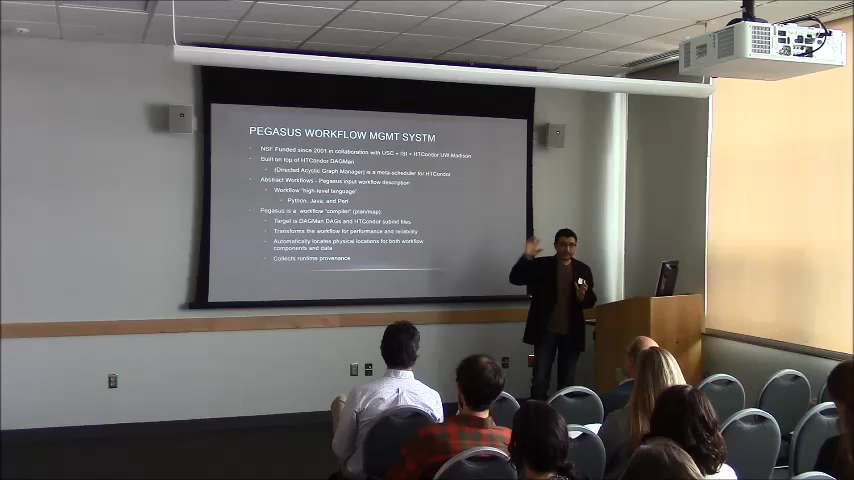 PEGASUS WORKFLOW MGMT SYSTM
NSF Funded since 2001 in collaboration with USC + ISI + HTCondor UW-Madison
Built on top of HTCondor DAGMan
(Directed Acyclic Graph Manager) is a meta-scheduler for HTCondor
Abstract Workflows - Pegasus input workflow description
Workflow "high-level language"
Python, Java, and Perl
Pegasus is a workflow "compiler" (plan/map)
Target is DAGMan DAGs and HTCondor submit files
Transforms the workflow for performance and reliability
Automatically locates physical locations for both workflow
components and data
Collects runtime provenance